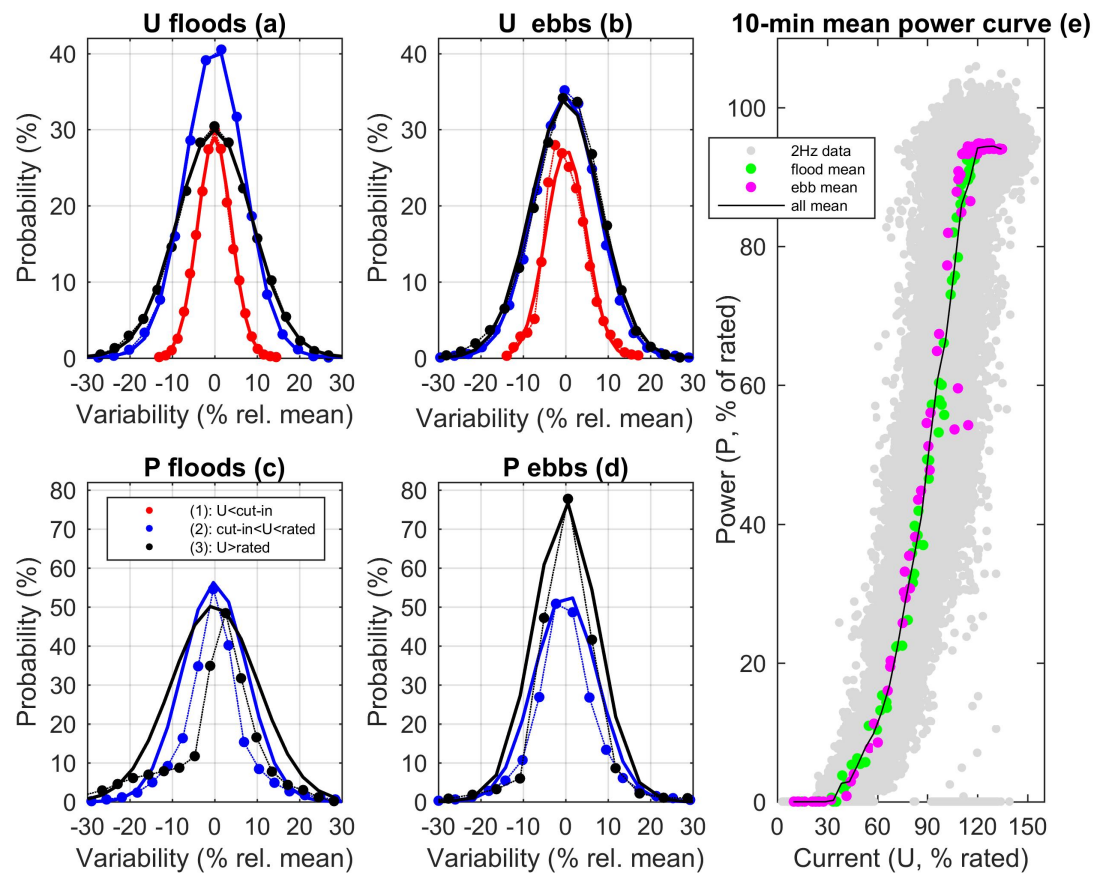 U floods (a)
40
30
20
10
0
Probability (%)
-30 -20 -10 0 10 20 30
Variability (% rel. mean)
U ebbs (b)
40
30
20
10
0
Probability (%)
-30 -20 -10 0 10 20 30
Variability (% rel. mean)
P floods (c)
80
70
60
50
40
30
20
10
0
Probability (%)
(1): U<cut-in
(2): cut-in<U<rated
(3): U>rated
-30 -20 -10 0 10 20 30
Variability (% rel. mean)
P ebbs (d)
80
70
60
50
40
30
20
10
0
Probability (%)
-30 -20 -10 0 10 20 30
Variability (% rel. mean)
10-min mean power curve (e)
100
80
60
40
20
0
Power (P, % of rated)
2Hz data
flood mean
ebb mean
all mean
0 30 60 90 120 150
Current (U, % rated)